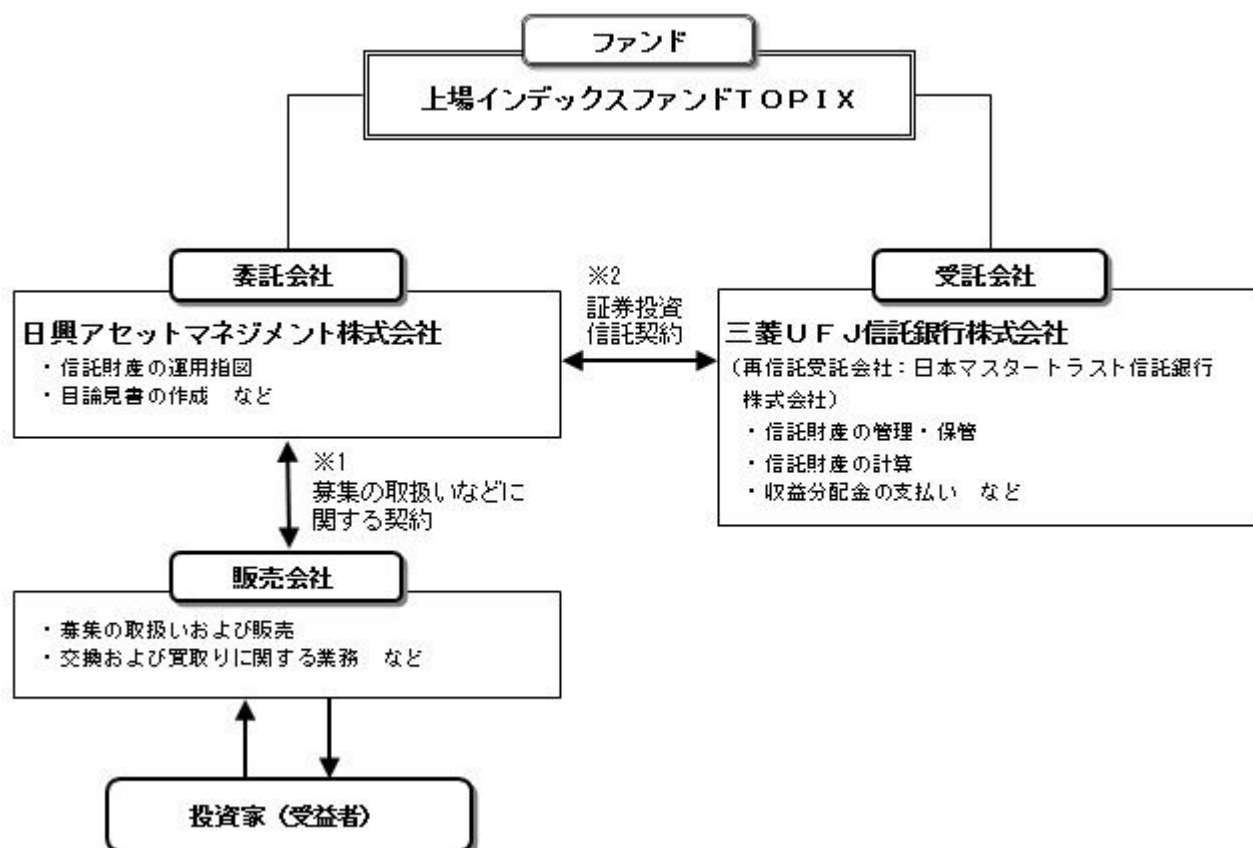 ファンド
上場インデックスファンドTOPIX
委託会社
日興アセットマネジメント株式会社
・信託財産の運用指図
・目論見書の作成　など
※2
証券投資
信託契約
受託会社
三菱UFJ信託銀行株式会社
(再信託受託会社：日本マスタートラスト信託銀行
株式会社)
・信託財産の管理・保管
・信託財産の計算
・収益分配金の支払い　など
※1
募集の取扱いなどに
関する契約
販売会社
・募集の取扱いおよび販売
・交換および買取りに関する業務　など
投資家（受益者）